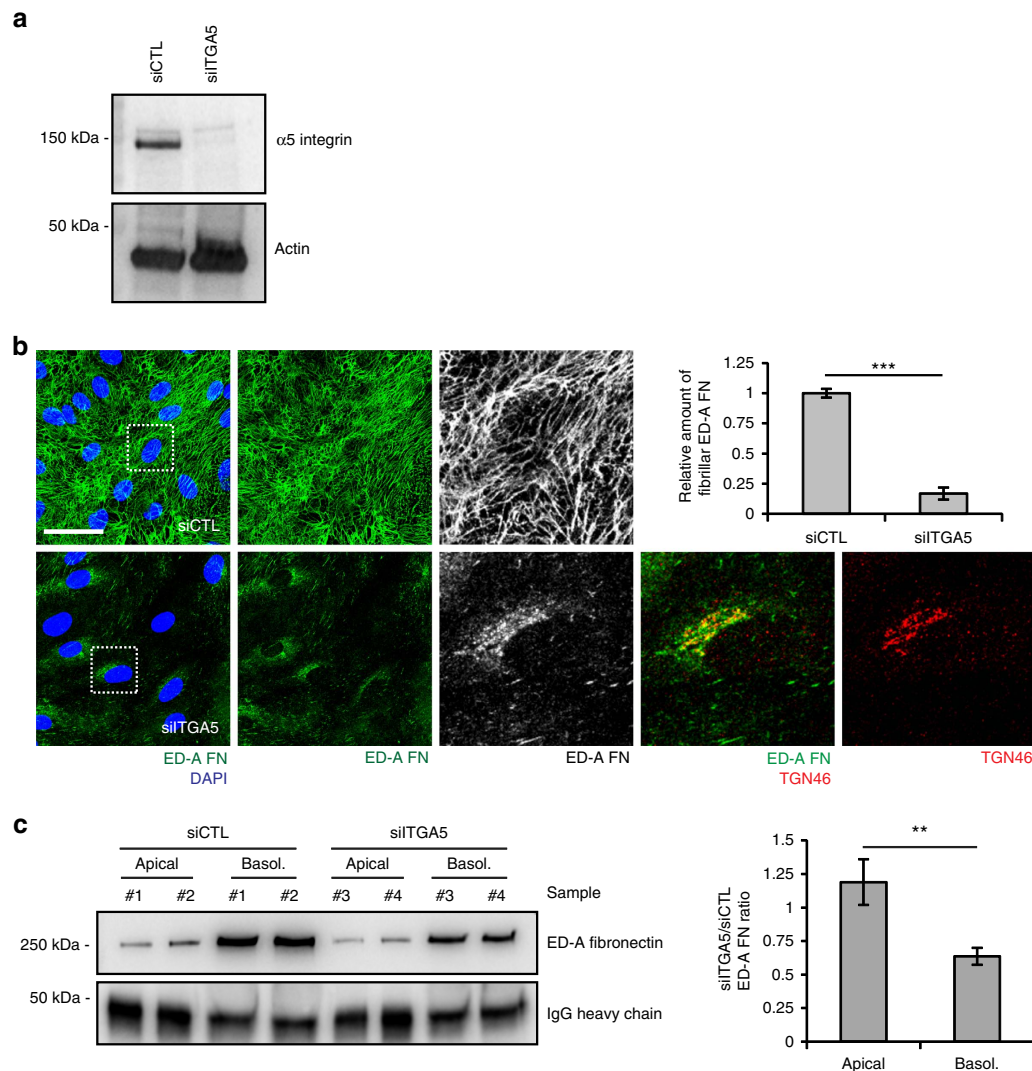 a
siCTL
siITGA5
150 kDa -
α5 integrin
50 kDa -
Actin
b
siCTL
1.25
1
0.75
0.5
0.25
0
Relative amount of
fibrillar ED-A FN
***
siCTL
siITGA5
siITGA5
ED-A FN
DAPI
ED-A FN
ED-A FN
ED-A FN
TGN46
TGN46
c
siCTL
siITGA5
Apical
Basol.
Apical
Basol.
#1
#2
#1
#2
#3
#4
#3
#4
Sample
250 kDa -
ED-A fibronectin
50 kDa -
IgG heavy chain
1.5
1.25
1
0.75
0.5
0.25
0
siITGA5/siCTL
ED-A FN ratio
**
Apical
Basol.